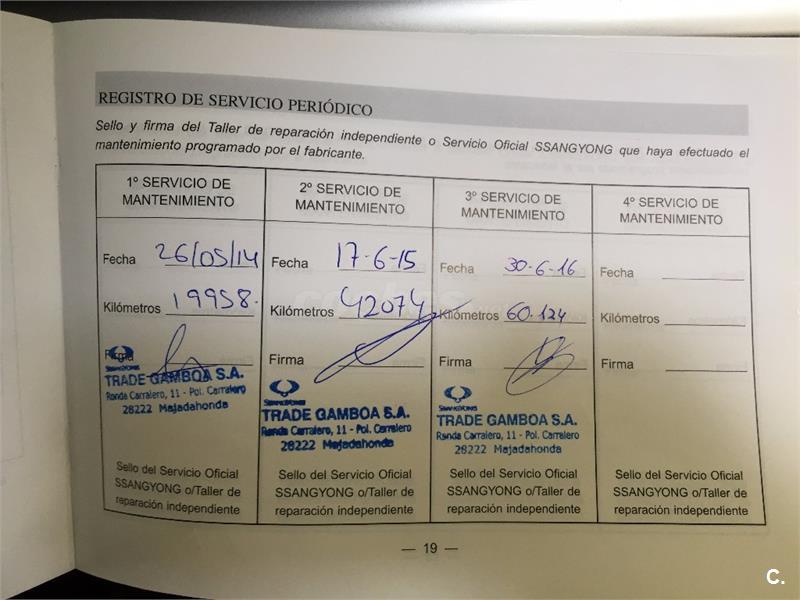 REGISTRO DE SERVICIO PERIÓDICO
Sello y firma del Taller de reparación independiente o Servicio Oficial SSANGYONG que haya efectuado el
mantenimiento programado por el fabricante.
1º SERVICIO DE
MANTENIMIENTO
Fecha 26/05/14
Kilómetros 19958.
Firma
SSANGYONG
TRADE GAMBOA S.A.
Ronda Carralero, 11 - Pol. Carralero
28222 Majadahonda
Sello del Servicio Oficial
SSANGYONG o/Taller de
reparación independiente
2º SERVICIO DE
MANTENIMIENTO
Fecha 17-6-15
Kilómetros 42074
Firma
SSANGYONG
TRADE GAMBOA S.A.
Ronda Carralero, 11 - Pol. Carralero
28222 Majadahonda
Sello del Servicio Oficial
SSANGYONG o/Taller de
reparación independiente
3º SERVICIO DE
MANTENIMIENTO
Fecha 30-6-16
Kilómetros 60.124
Firma
SSANGYONG
TRADE GAMBOA S.A.
Ronda Carralero, 11 - Pol. Carralero
28222 Majadahonda
Sello del Servicio Oficial
SSANGYONG o/Taller de
reparación independiente
4º SERVICIO DE
MANTENIMIENTO
Fecha
Kilómetros
Firma
Sello del Servicio Oficial
SSANGYONG o/Taller de
reparación independiente
— 19 —
C.